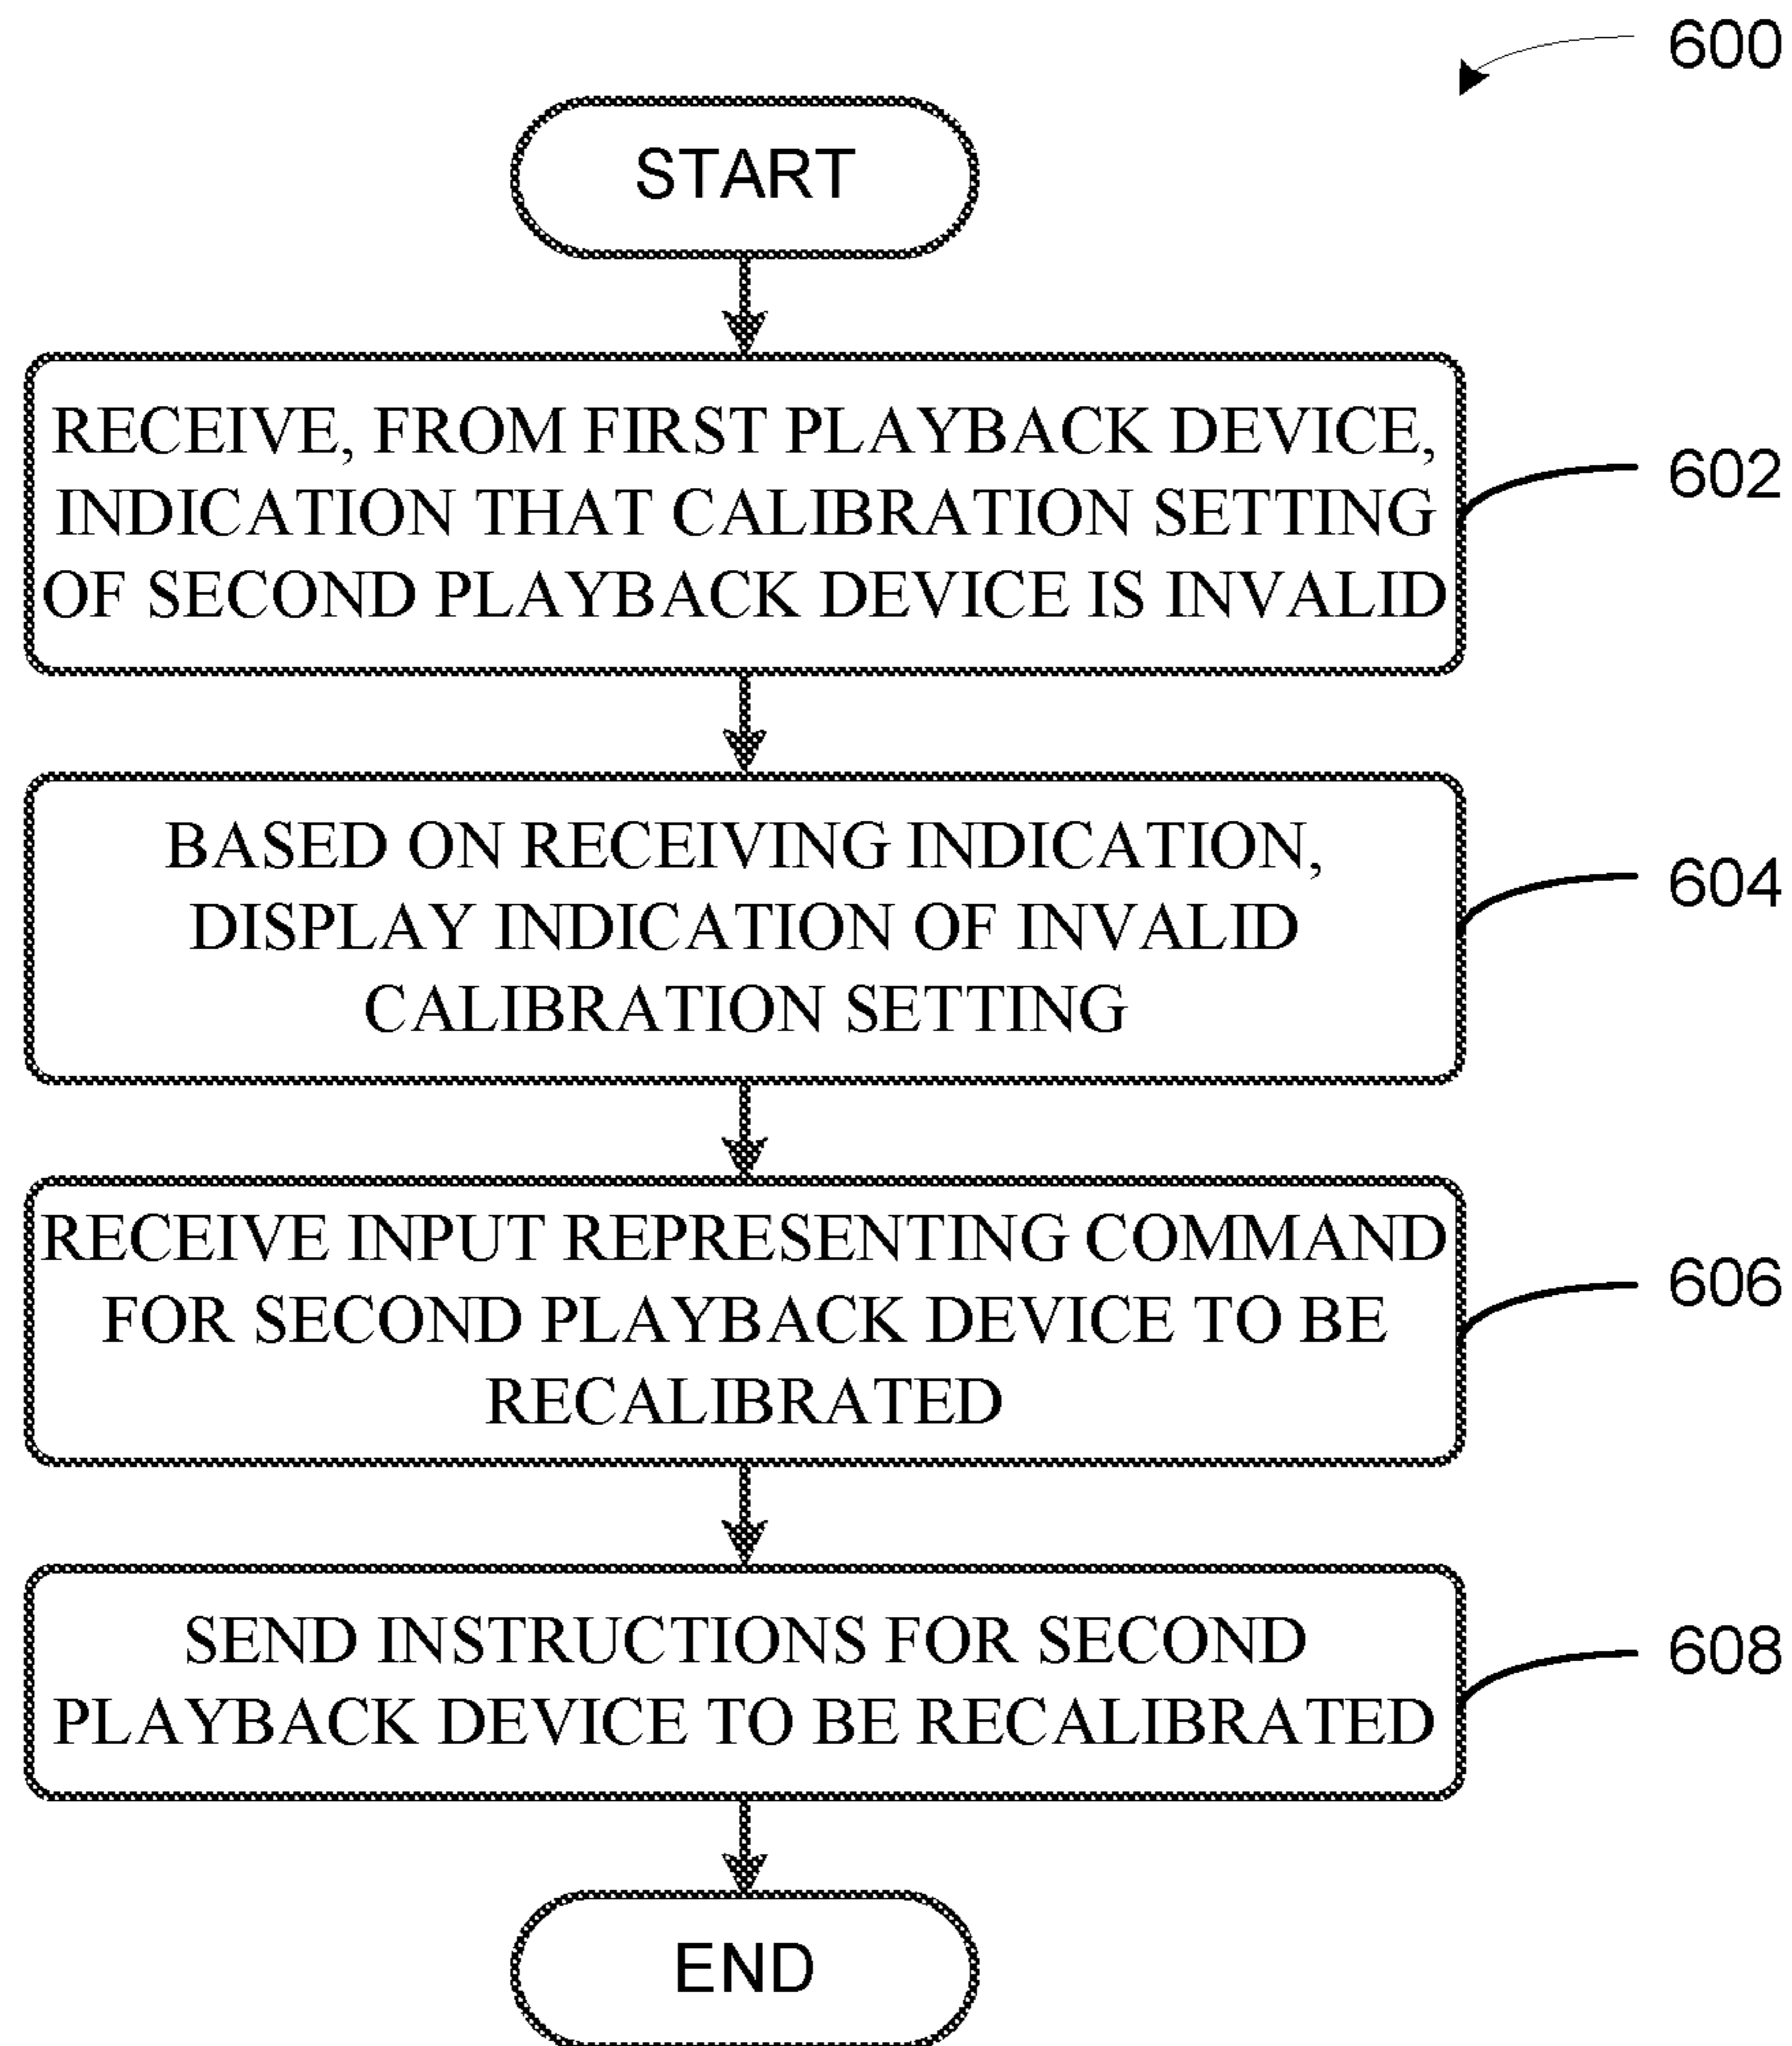 600
START
RECEIVE, FROM FIRST PLAYBACK DEVICE,
INDICATION THAT CALIBRATION SETTING
OF SECOND PLAYBACK DEVICE IS INVALID
602
BASED ON RECEIVING INDICATION,
DISPLAY INDICATION OF INVALID
CALIBRATION SETTING
604
RECEIVE INPUT REPRESENTING COMMAND
FOR SECOND PLAYBACK DEVICE TO BE
RECALIBRATED
606
SEND INSTRUCTIONS FOR SECOND
PLAYBACK DEVICE TO BE RECALIBRATED
608
END